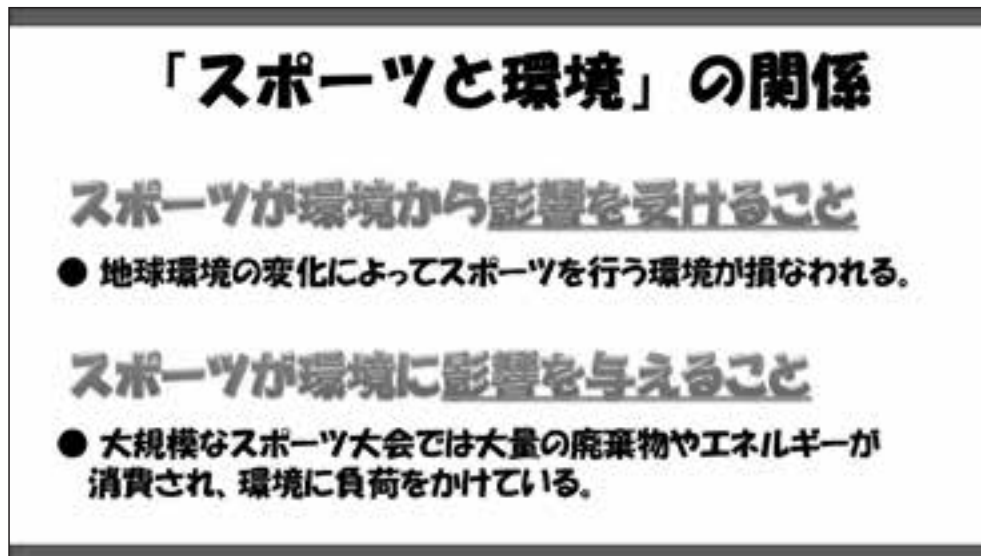 「スポーツと環境」の関係
スポーツが環境から影響を受けること
● 地球環境の変化によってスポーツを行う環境が損なわれる。
スポーツが環境に影響を与えること
● 大規模なスポーツ大会では大量の廃棄物やエネルギーが
消費され、環境に負荷をかけている。